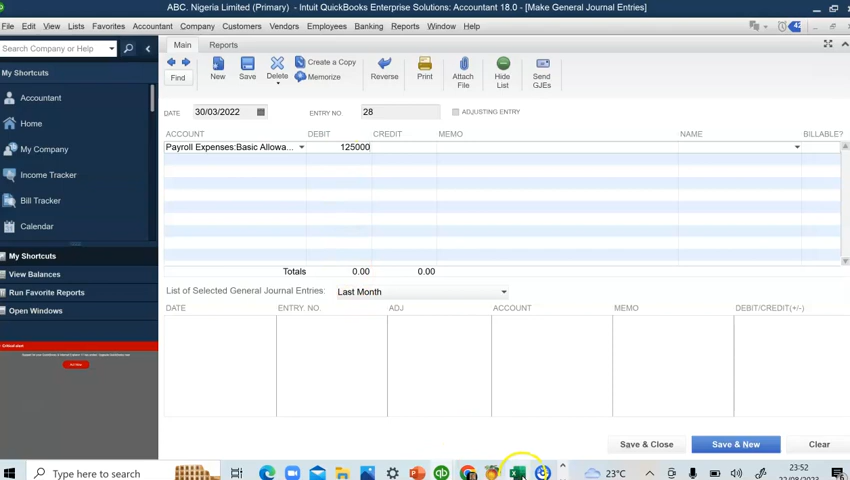 ABC. Nigeria Limited (Primary) - Intuit QuickBooks Enterprise Solutions: Accountant 18.0 - [Make General Journal Entries]
File Edit View Lists Favorites Accountant Company Customers Vendors Employees Banking Reports Window Help
42
Search Company or Help
Main Reports
My Shortcuts
Find New Save Delete Create a Copy Memorize Reverse Print Attach File Hide List Send GJEs
Accountant
Home
My Company
Income Tracker
Bill Tracker
Calendar
My Shortcuts
View Balances
Run Favorite Reports
Open Windows
DATE 30/03/2022 ENTRY NO. 28 ADJUSTING ENTRY
ACCOUNT DEBIT CREDIT MEMO NAME BILLABLE?
Payroll Expenses:Basic Allowa... 125000
Totals 0.00 0.00
List of Selected General Journal Entries: Last Month
DATE ENTRY. NO. ADJ ACCOUNT MEMO DEBIT/CREDIT(+/-)
Save & Close Save & New Clear
Type here to search
23°C
23:52
22/08/2023